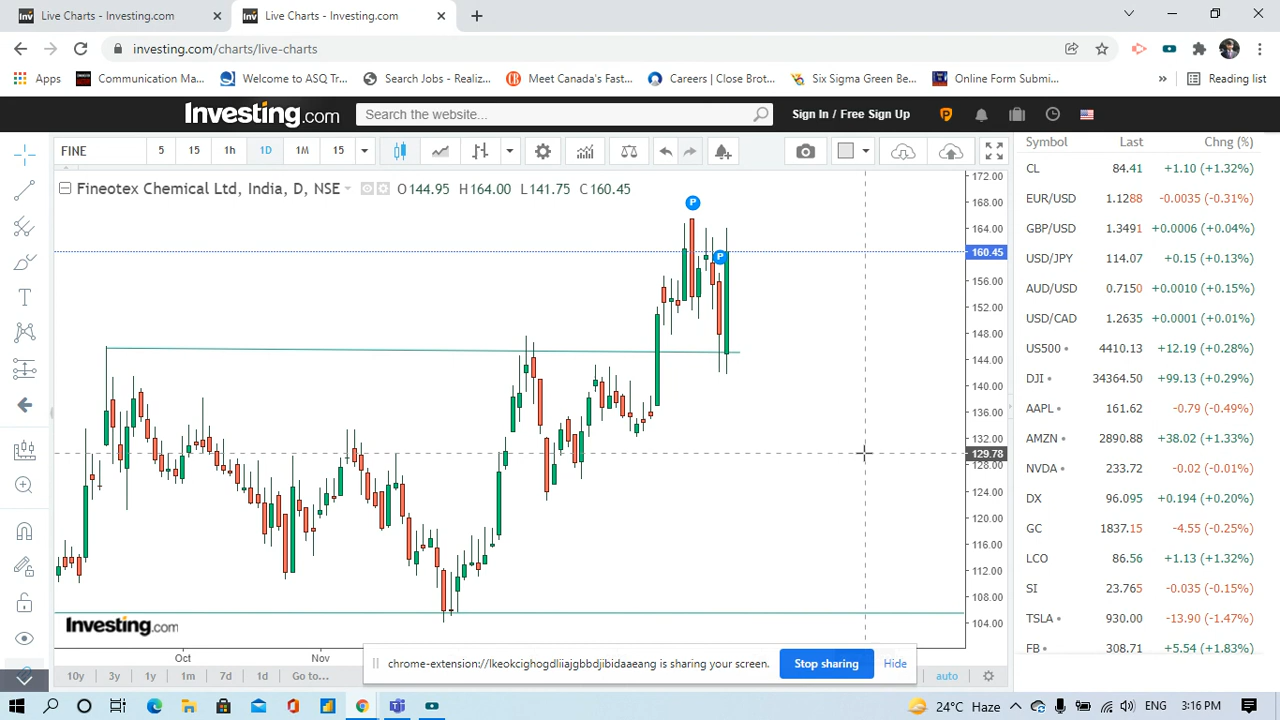 Live Charts - Investing.com
Live Charts - Investing.com
investing.com/charts/live-charts
Apps
Communication Ma...
Welcome to ASQ Tr...
Search Jobs - Realiz...
Meet Canada's Fast...
Careers | Close Brot...
Six Sigma Green Be...
Online Form Submi...
»
Reading list
Investing.com
Search the website...
Sign In / Free Sign Up
FINE
5
15
1h
1D
1M
15
Fineotex Chemical Ltd, India, D, NSE
O 144.95 H 164.00 L 141.75 C 160.45
P
P
172.00
168.00
164.00
160.45
156.00
152.00
148.00
144.00
140.00
136.00
132.00
129.78
128.00
124.00
120.00
116.00
112.00
108.00
104.00
Investing.com
Oct
Nov
10y
3y
1y
1m
7d
1d
Go to...
auto
Symbol Last Chng (%)
CL 84.41 +1.10 (+1.32%)
EUR/USD 1.1288 -0.0035 (-0.31%)
GBP/USD 1.3491 +0.0006 (+0.04%)
USD/JPY 114.07 +0.15 (+0.13%)
AUD/USD 0.7150 +0.0010 (+0.15%)
USD/CAD 1.2635 +0.0001 (+0.01%)
US500 4410.13 +12.19 (+0.28%)
DJI 34364.50 +99.13 (+0.29%)
AAPL 161.62 -0.79 (-0.49%)
AMZN 2890.88 +38.02 (+1.33%)
NVDA 233.72 -0.02 (-0.01%)
DX 96.095 +0.194 (+0.20%)
GC 1837.15 -4.55 (-0.25%)
LCO 86.56 +1.13 (+1.32%)
SI 23.765 -0.035 (-0.15%)
TSLA 930.00 -13.90 (-1.47%)
FB 308.71 +5.54 (+1.83%)
chrome-extension://lkeokcighogdliiajgbbdjibidaaeang is sharing your screen.
Stop sharing
Hide
24°C Haze
ENG
3:16 PM